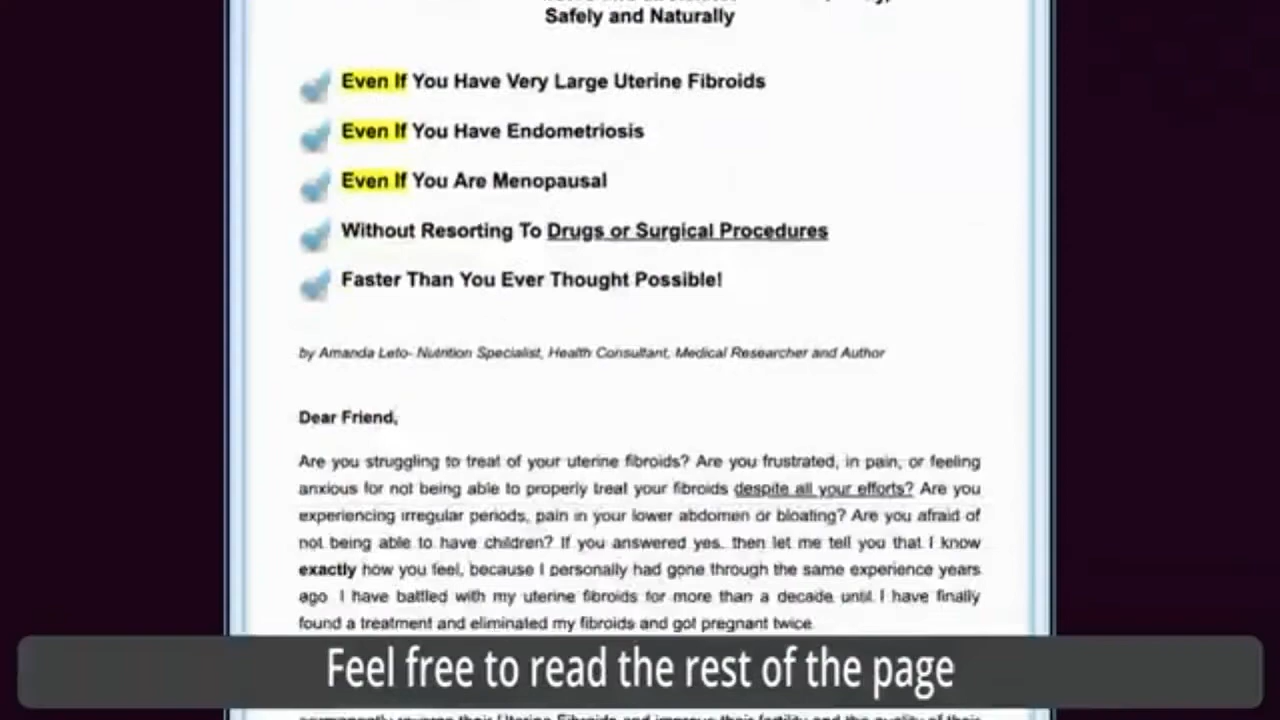 Safely and Naturally
Even If You Have Very Large Uterine Fibroids
Even If You Have Endometriosis
Even If You Are Menopausal
Without Resorting To Drugs or Surgical Procedures
Faster Than You Ever Thought Possible!
by Amanda Leto- Nutrition Specialist, Health Consultant, Medical Researcher and Author
Dear Friend,
Are you struggling to treat of your uterine fibroids? Are you frustrated, in pain, or feeling
anxious for not being able to properly treat your fibroids despite all your efforts? Are you
experiencing irregular periods, pain in your lower abdomen or bloating? Are you afraid of
not being able to have children? If you answered yes, then let me tell you that I know
exactly how you feel, because I personally had gone through the same experience years
ago. I have battled with my uterine fibroids for more than a decade until I have finally
found a treatment and eliminated my fibroids and got pregnant twice.
Feel free to read the rest of the page